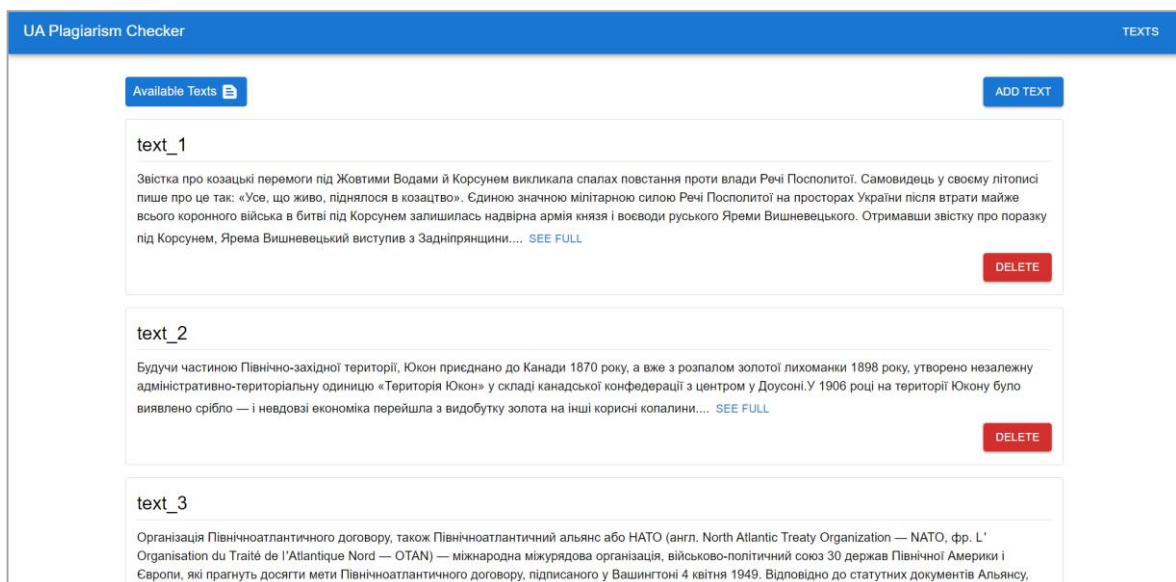 UA Plagiarism Checker
TEXTS
Available Texts
ADD TEXT
text_1
Звістка про козацькі перемоги під Жовтими Водами й Корсунем викликала спалах повстання проти влади Речі Посполитої. Самовидець у своєму літописі
пише про це так: «Усе, що живо, піднялося в козацтво». Єдиною значною мілітарною силою Речі Посполитої на просторах України після втрати майже
всього коронного війська в битві під Корсунем залишилась надвірна армія князя і воєводи руського Яреми Вишневецького. Отримавши звістку про поразку
під Корсунем, Ярема Вишневецький виступив з Задніпрянщини.... SEE FULL
DELETE
text_2
Будучи частиною Північно-західної території, Юкон приєднано до Канади 1870 року, а вже з розпалом золотої лихоманки 1898 року, утворено незалежну
адміністративно-територіальну одиницю «Територія Юкон» у складі канадської конфедерації з центром у Доусоні.У 1906 році на території Юкону було
виявлено срібло — і невдовзі економіка перейшла з видобутку золота на інші корисні копалини.... SEE FULL
DELETE
text_3
Організація Північноатлантичного договору, також Північноатлантичний альянс або НАТО (англ. North Atlantic Treaty Organization — NATO, фр. L'
Organisation du Traité de l'Atlantique Nord — OTAN) — міжнародна міжурядова організація, військово-політичний союз 30 держав Північної Америки і
Європи, які прагнуть досягти мети Північноатлантичного договору, підписаного у Вашингтоні 4 квітня 1949. Відповідно до статутних документів Альянсу,